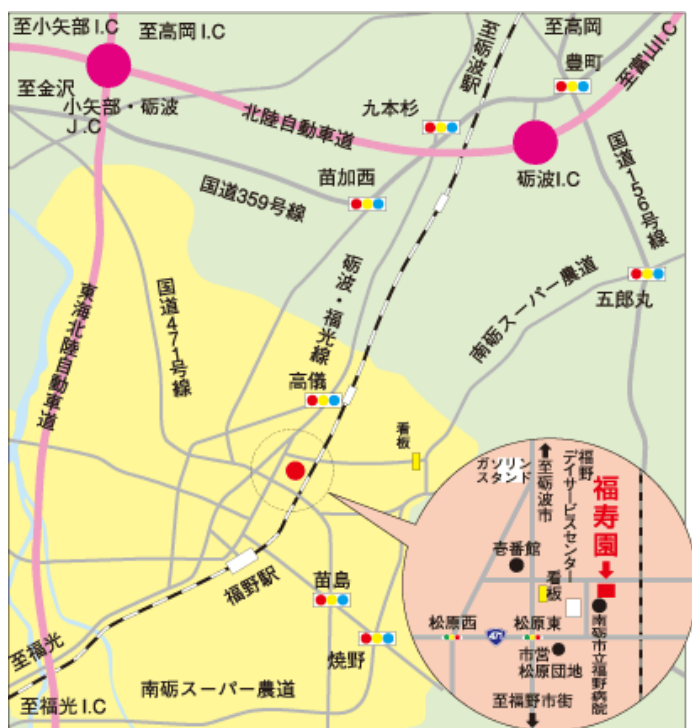 至小矢部I.C
至高岡I.C
至高岡
至砺波駅
豊町
至富山I.C
至金沢
小矢部・砺波
J.C
九本杉
北陸自動車道
砺波I.C
国道156号線
苗加西
国道359号線
五郎丸
砺波・福光線
南砺スーパー農道
国道471号線
東海北陸自動車道
高儀
看板
福野駅
苗島
焼野
至福光
至福光I.C
南砺スーパー農道
ガソリン
スタンド
至砺波市
福野
デイサービスセンター
福寿園
壱番館
看板
松原西
471
松原東
市営
松原団地
南砺市立福野病院
至福野市街